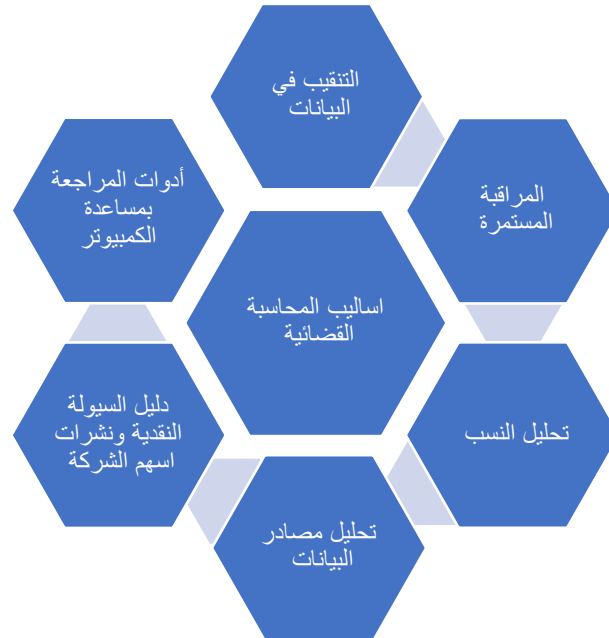 التنقيب في
البيانات
المراقبة
المستمرة
تحليل النسب
تحليل مصادر
البيانات
دليل السيولة
النقدية ونشرات
اسهم الشركة
أدوات المراجعة
بمساعدة
الكمبيوتر
اساليب المحاسبة
القضائية